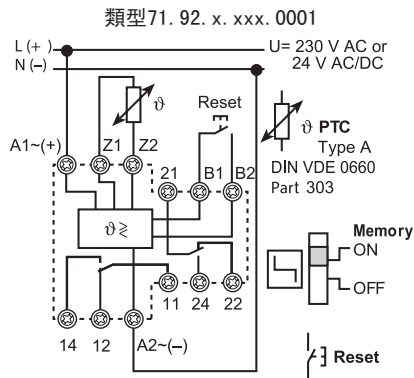 類型71.92.x.xxx.0001
L (+)
U= 230 V AC or
N (–)
24 V AC/DC
ϑ
Reset
ϑ PTC
Type A
DIN VDE 0660
Part 303
A1~(+)
Z1
Z2
21
B1
B2
ϑ≷
Memory
ON
OFF
11
24
22
14
12
A2~(–)
Reset